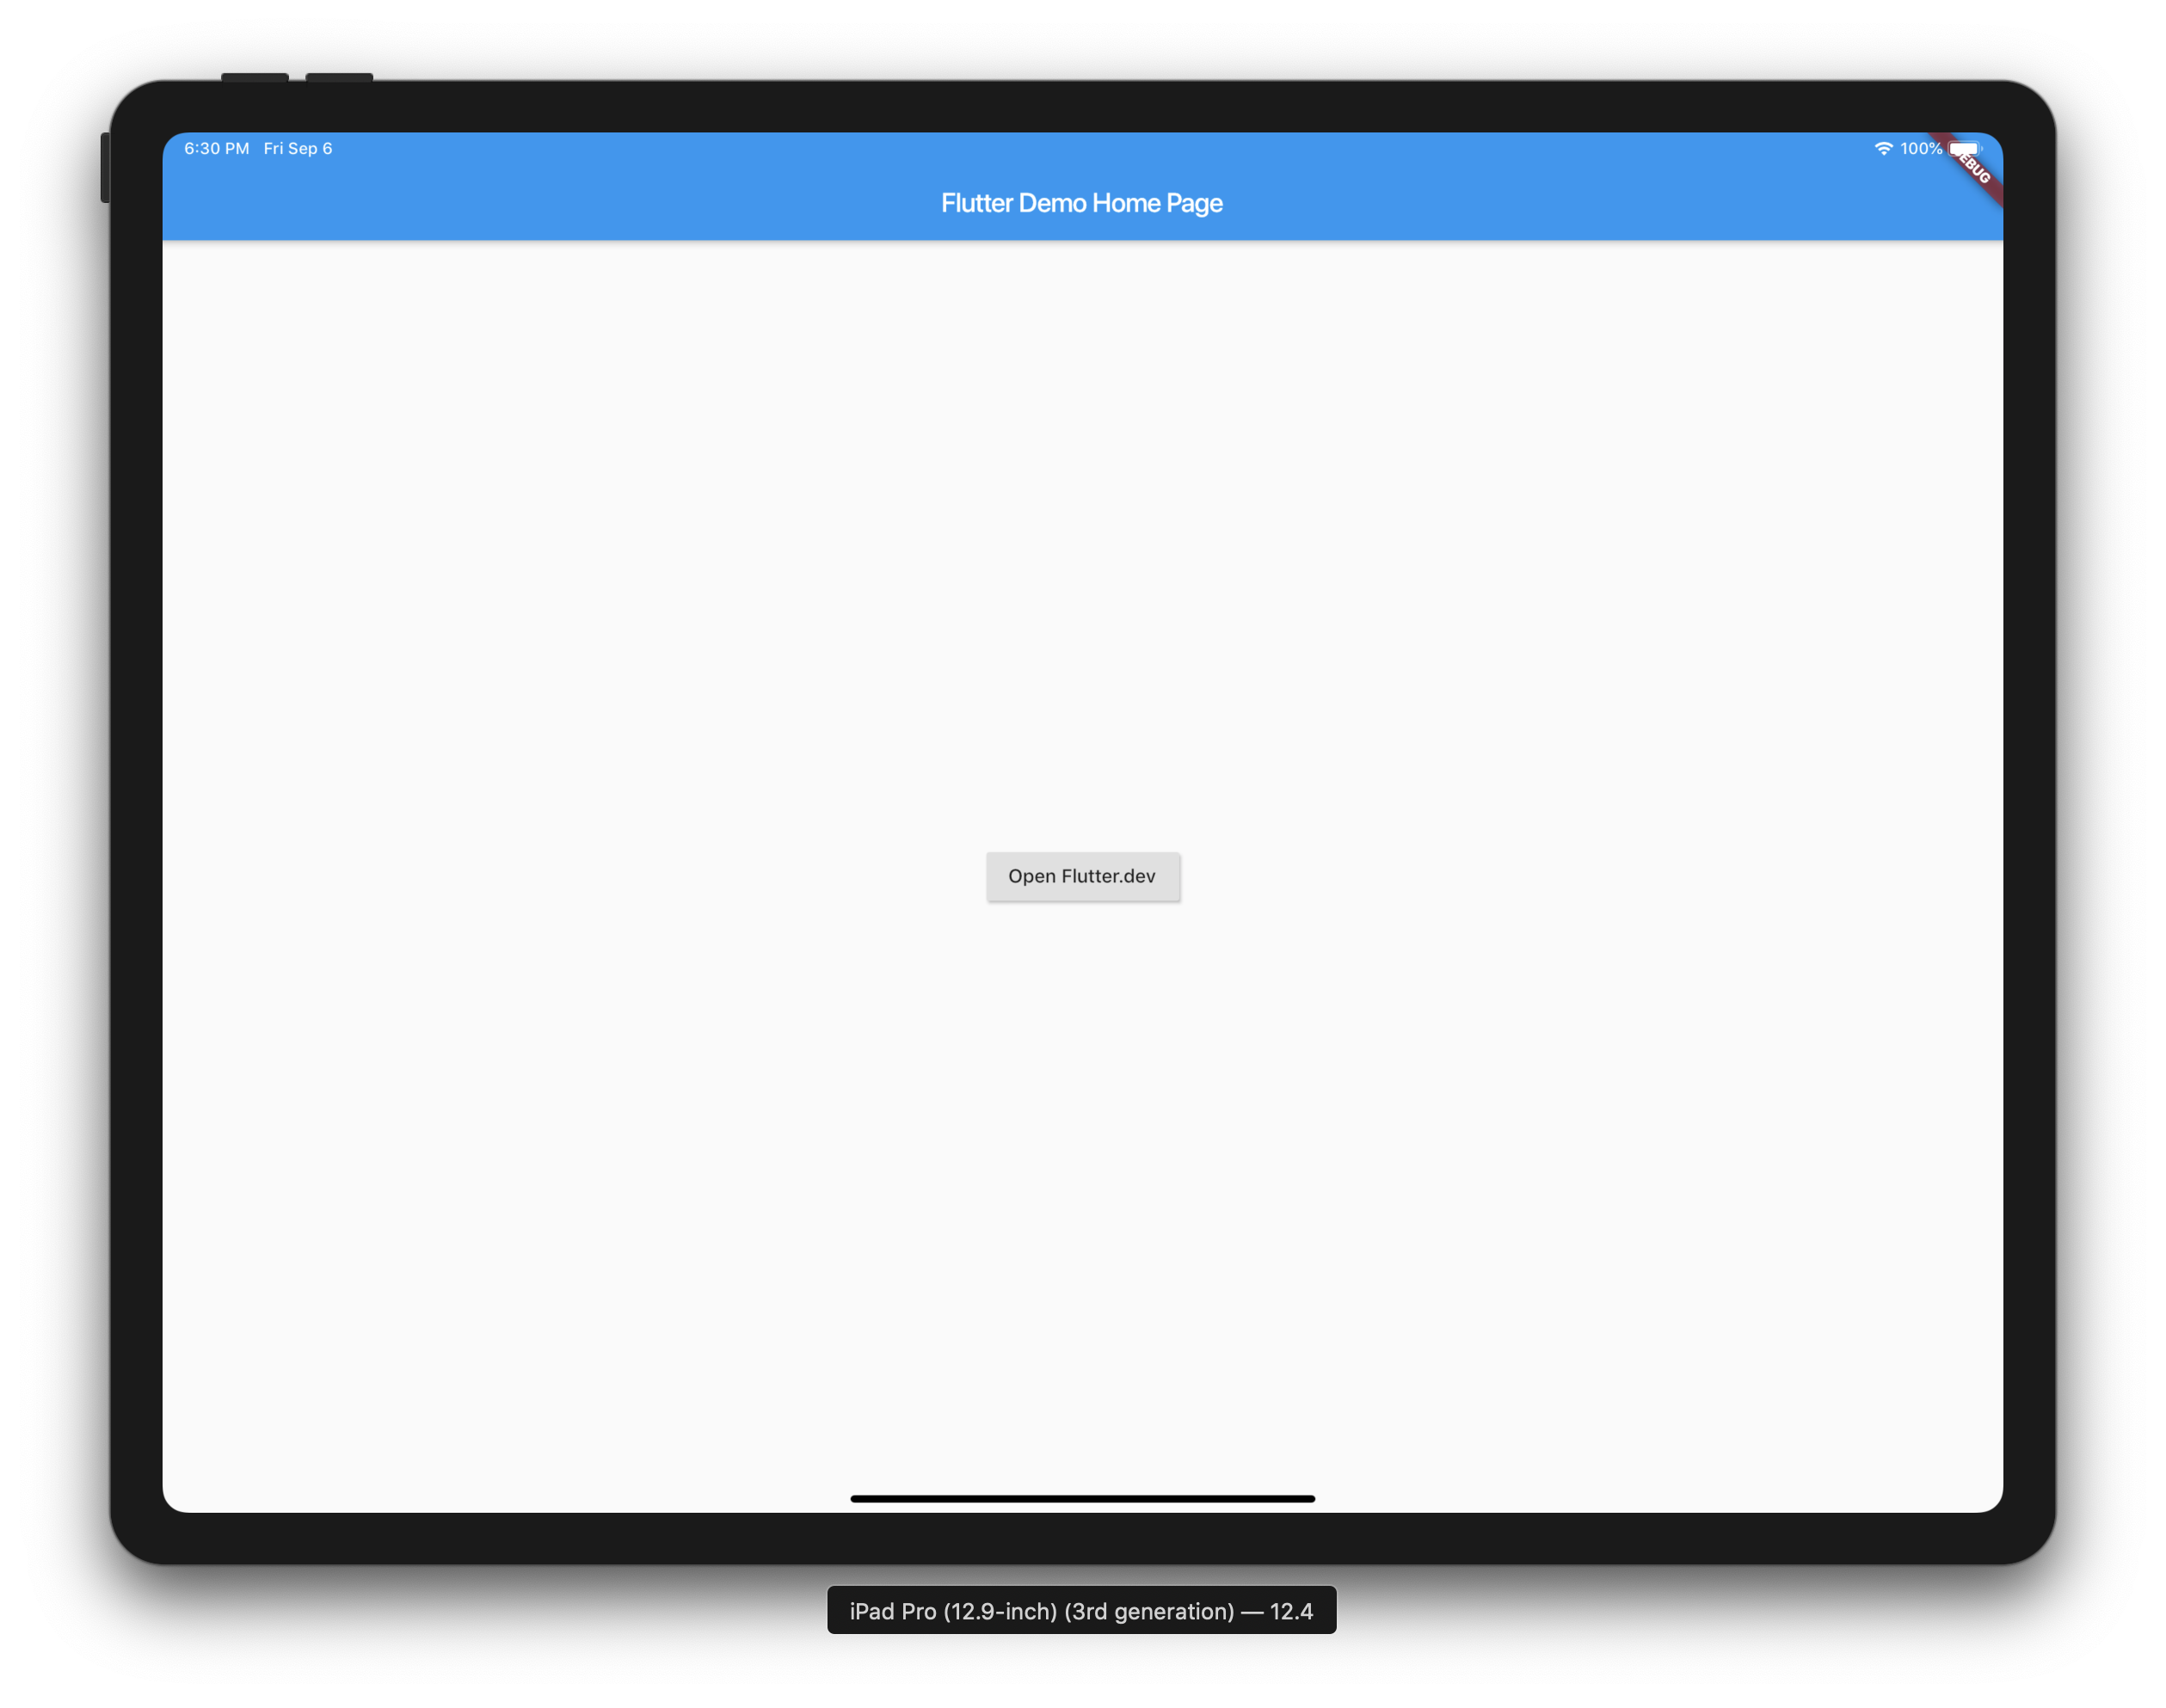 6:30 PM Fri Sep 6
100%
EBUG
Flutter Demo Home Page
Open Flutter.dev
iPad Pro (12.9-inch) (3rd generation) — 12.4